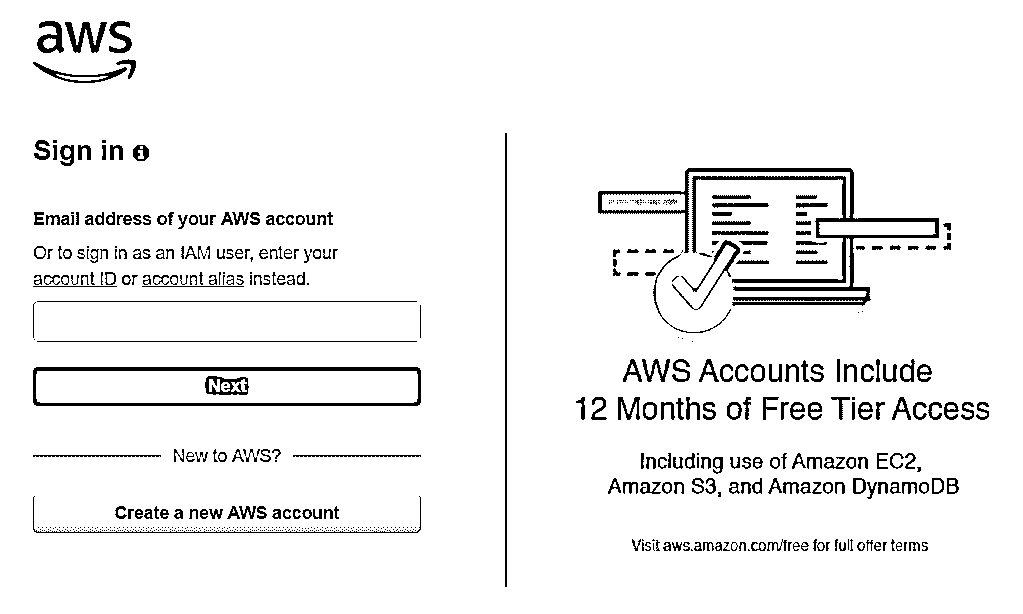 aws
Sign in
Email address of your AWS account
Or to sign in as an IAM user, enter your
account ID or account alias instead.
Next
New to AWS?
Create a new AWS account
AWS Accounts Include
12 Months of Free Tier Access
Including use of Amazon EC2,
Amazon S3, and Amazon DynamoDB
Visit aws.amazon.com/free for full offer terms